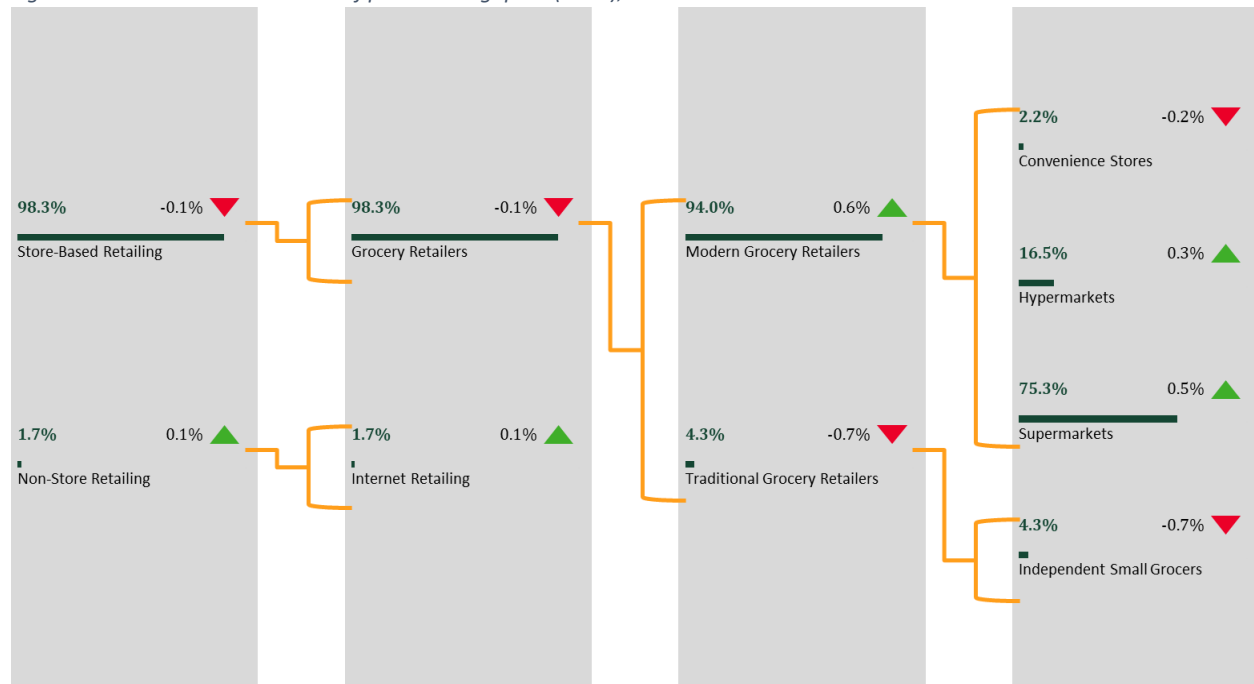 98.3% -0.1%
Store-Based Retailing
1.7% 0.1%
Non-Store Retailing
98.3% -0.1%
Grocery Retailers
1.7% 0.1%
Internet Retailing
94.0% 0.6%
Modern Grocery Retailers
4.3% -0.7%
Traditional Grocery Retailers
2.2% -0.2%
Convenience Stores
16.5% 0.3%
Hypermarkets
75.3% 0.5%
Supermarkets
4.3% -0.7%
Independent Small Grocers